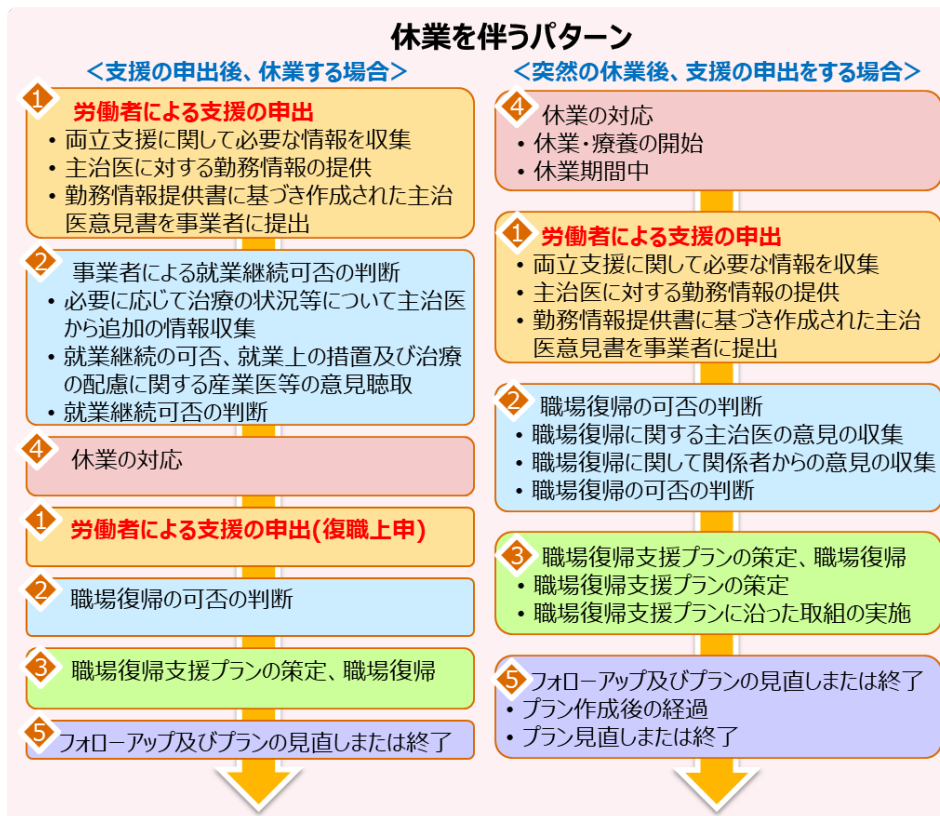 休業を伴うパターン
＜支援の申出後、休業する場合＞
1
労働者による支援の申出
• 両立支援に関して必要な情報を収集
• 主治医に対する勤務情報の提供
• 勤務情報提供書に基づき作成された主治
医意見書を事業者に提出
2
事業者による就業継続可否の判断
• 必要に応じて治療の状況等について主治医
から追加の情報収集
• 就業継続の可否、就業上の措置及び治療
の配慮に関する産業医等の意見聴取
• 就業継続可否の判断
4
休業の対応
1
労働者による支援の申出(復職上申)
2
職場復帰の可否の判断
3
職場復帰支援プランの策定、職場復帰
5
フォローアップ及びプランの見直しまたは終了
＜突然の休業後、支援の申出をする場合＞
4
休業の対応
• 休業・療養の開始
• 休業期間中
1
労働者による支援の申出
• 両立支援に関して必要な情報を収集
• 主治医に対する勤務情報の提供
• 勤務情報提供書に基づき作成された主治
医意見書を事業者に提出
2
職場復帰の可否の判断
• 職場復帰に関する主治医の意見の収集
• 職場復帰に関して関係者からの意見の収集
• 職場復帰の可否の判断
3
職場復帰支援プランの策定、職場復帰
• 職場復帰支援プランの策定
• 職場復帰支援プランに沿った取組の実施
5
フォローアップ及びプランの見直しまたは終了
• プラン作成後の経過
• プラン見直しまたは終了